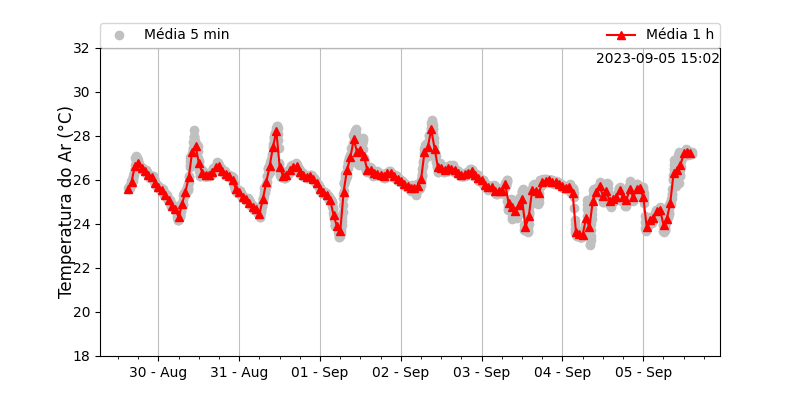 Média 5 min
Média 1 h
2023-09-05 15:02
Temperatura do Ar (°C)
32
30
28
26
24
22
20
18
30 - Aug
31 - Aug
01 - Sep
02 - Sep
03 - Sep
04 - Sep
05 - Sep